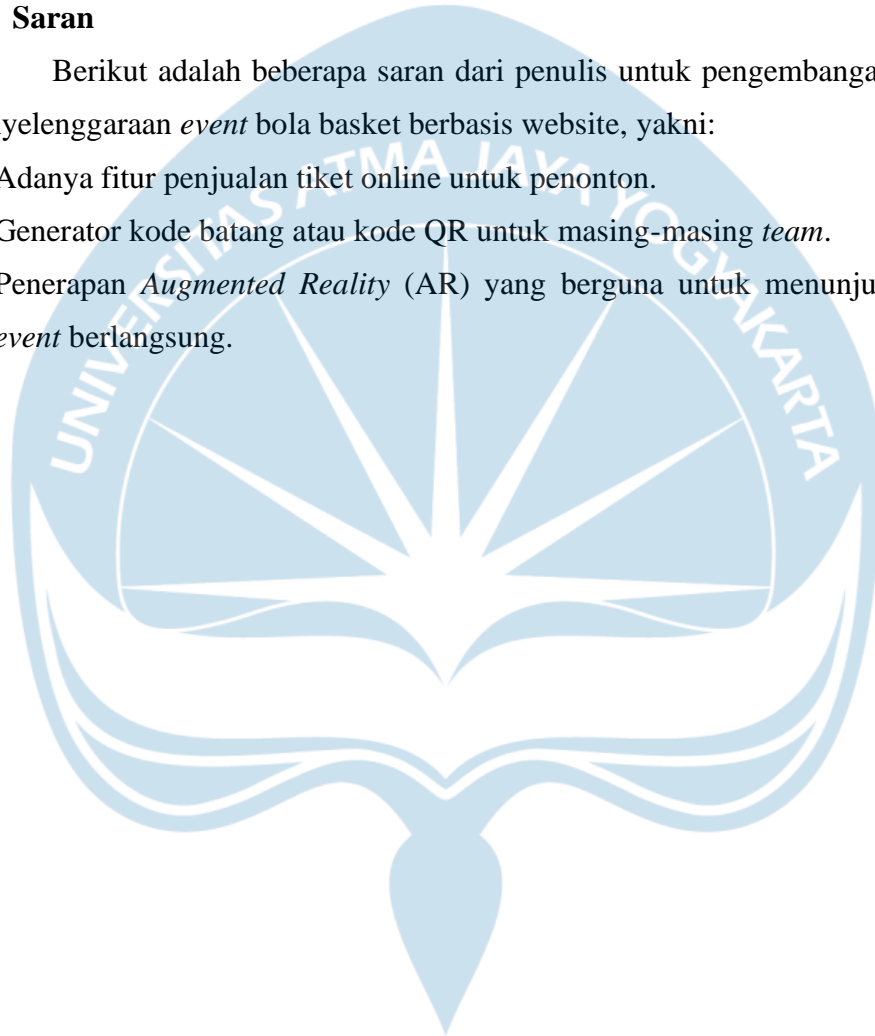 Saran
Berikut adalah beberapa saran dari penulis untuk pengembanga
yelenggaraan event bola basket berbasis website, yakni:
Adanya fitur penjualan tiket online untuk penonton.
Generator kode batang atau kode QR untuk masing-masing team.
Penerapan Augmented Reality (AR) yang berguna untuk menunju
event berlangsung.
UNIVERSITAS ATMA JAYA YOGYAKARTA